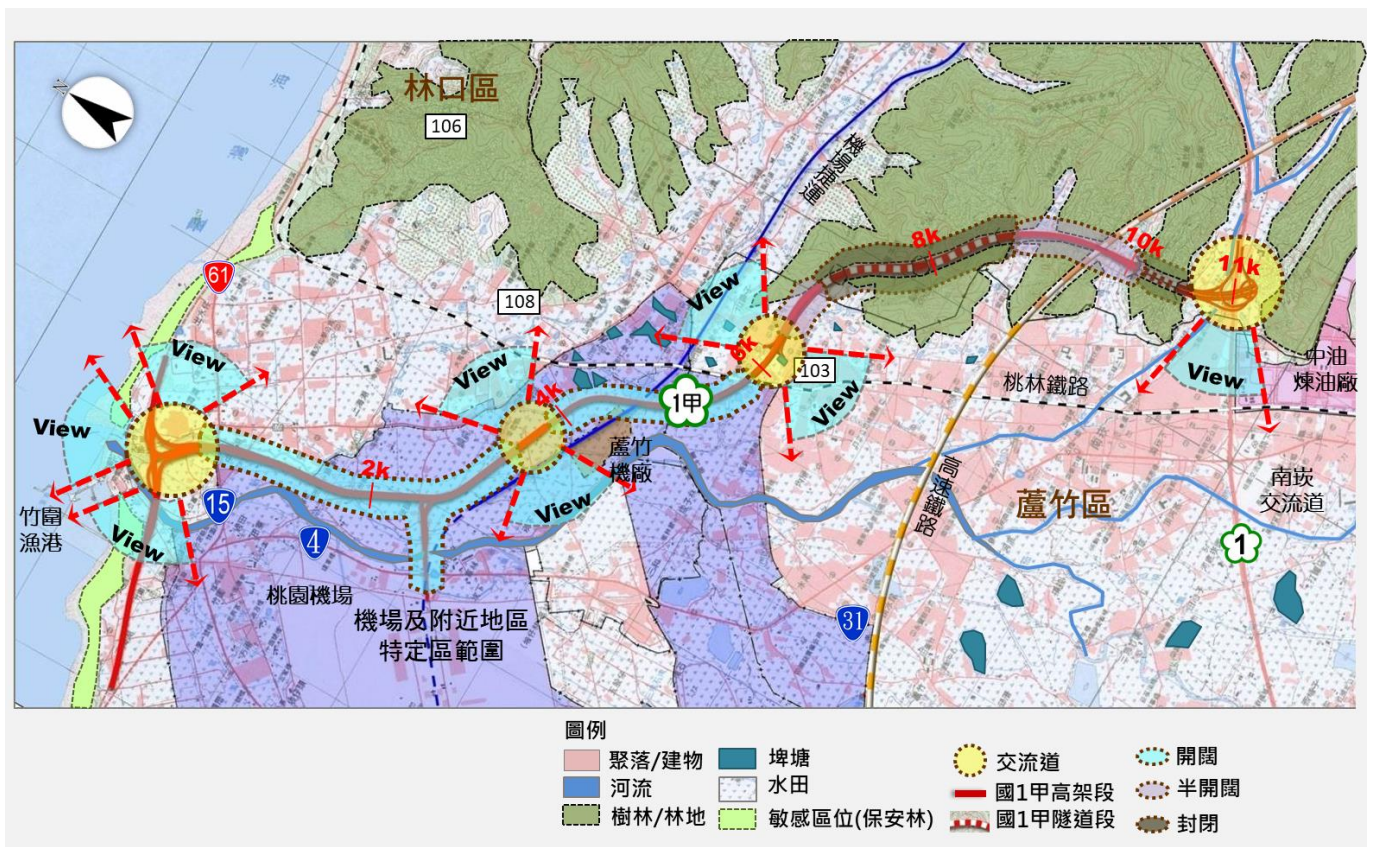 林口區
106
機場捷運
8k
10k
11k
61
View
108
View
View
6k
103
View
中油
煉油廠
View
桃林鐵路
1甲
4k
View
蘆竹
機廠
2k
高速鐵路
蘆竹區
南崁
交流道
竹圍
漁港
15
4
View
View
1
桃園機場
機場及附近地區
特定區範圍
31
圖例
聚落/建物
埤塘
交流道
開闊
河流
水田
國1甲高架段
半開闊
樹林/林地
敏感區位(保安林)
國1甲隧道段
封閉